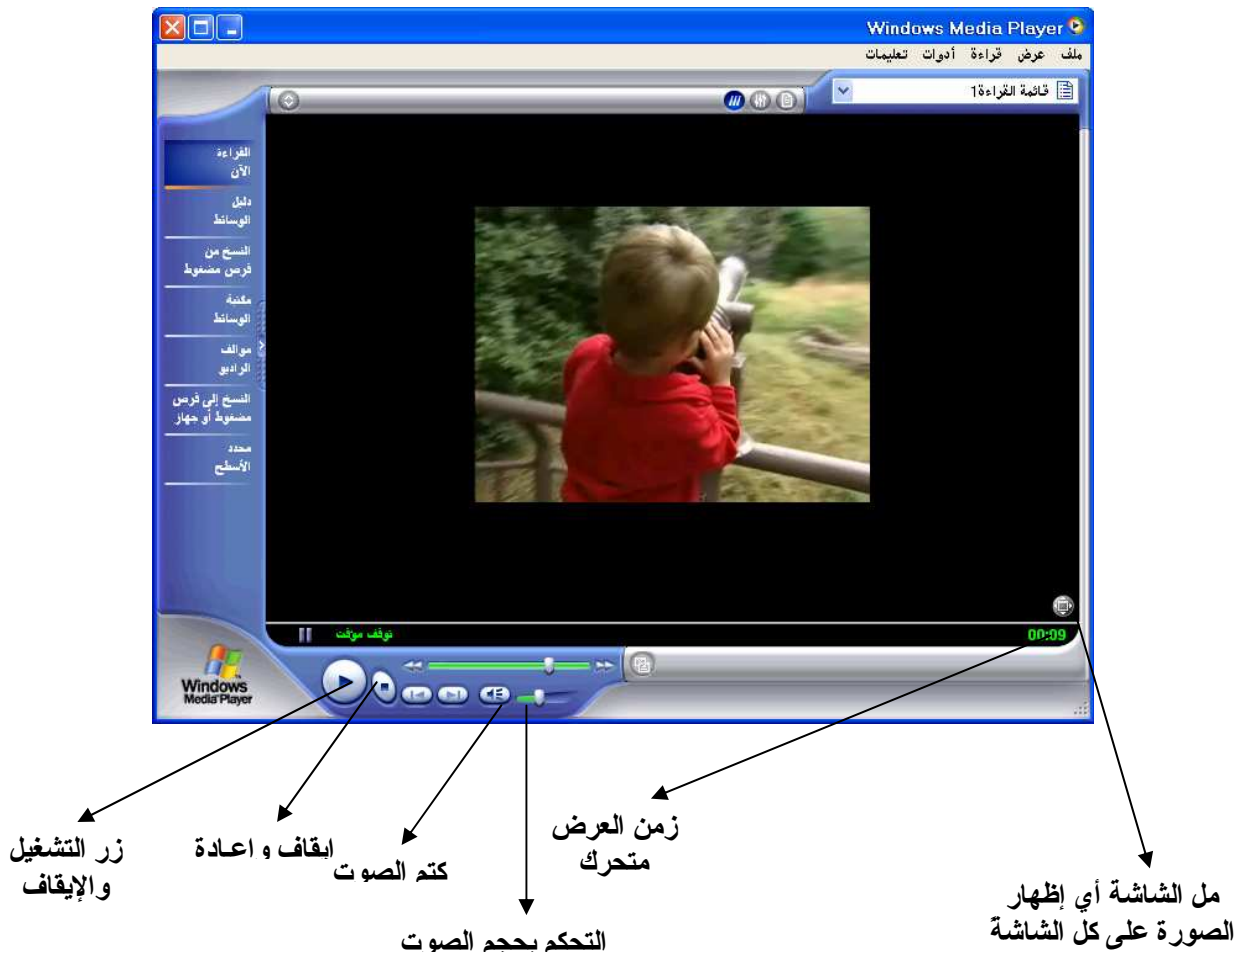 Windows Media Player
ملف عرض قراءة أدوات تعليمات
قائمة القراءة1
القراءة
الآن
دليل
الوسائط
النسخ من
قرص مضغوط
مكتبة
الوسائط
موالف
الراديو
النسخ إلى قرص
مضغوط أو جهاز
محدد
الأسطح
توقف مؤقت
00:09
Windows
Media Player
زر التشغيل
والإيقاف
إيقاف و اعادة
كتم الصوت
التحكم بحجم الصوت
زمن العرض
متحرك
مل الشاشة أي إظهار
الصورة على كل الشاشة